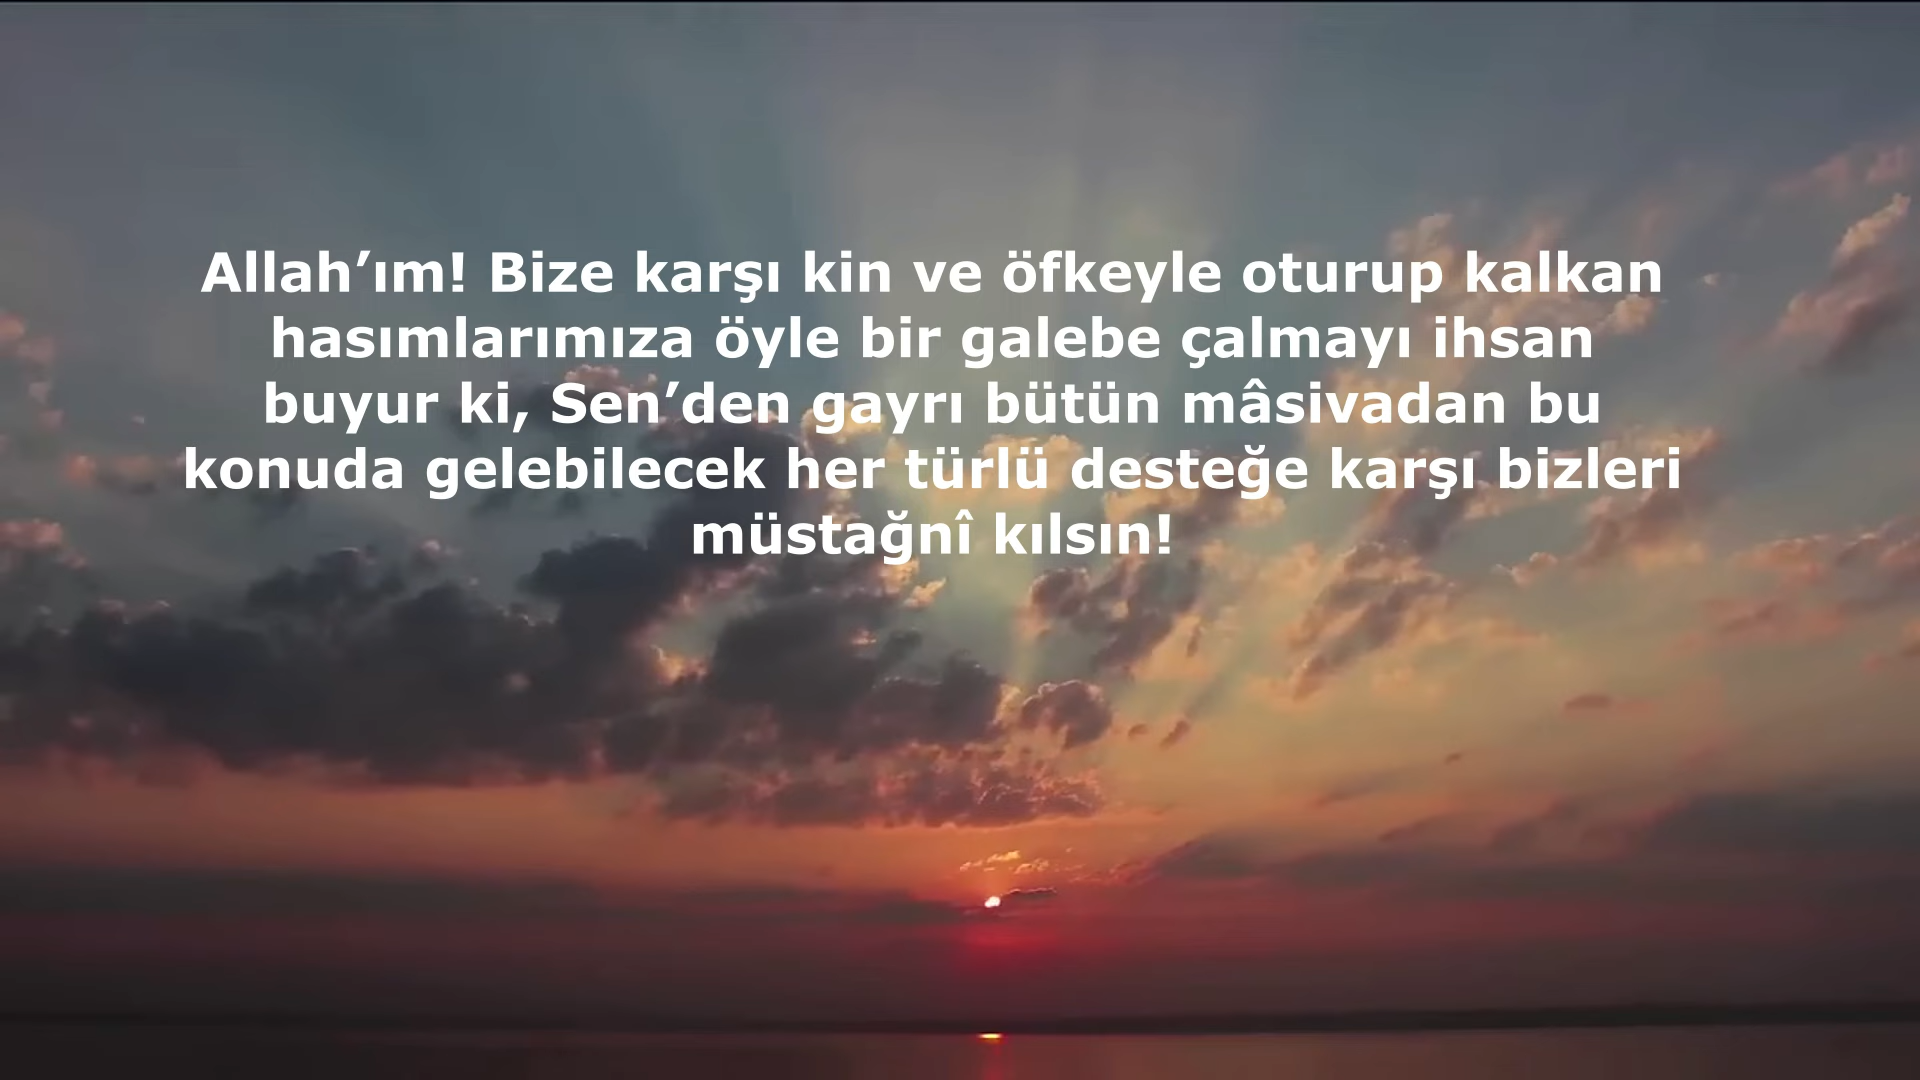 Allah’ım! Bize karşı kin ve öfkeyle oturup kalkan
hasımlarımıza öyle bir galebe çalmayı ihsan
buyur ki, Sen’den gayrı bütün mâsivadan bu
konuda gelebilecek her türlü desteğe karşı bizleri
müstağnî kılsın!